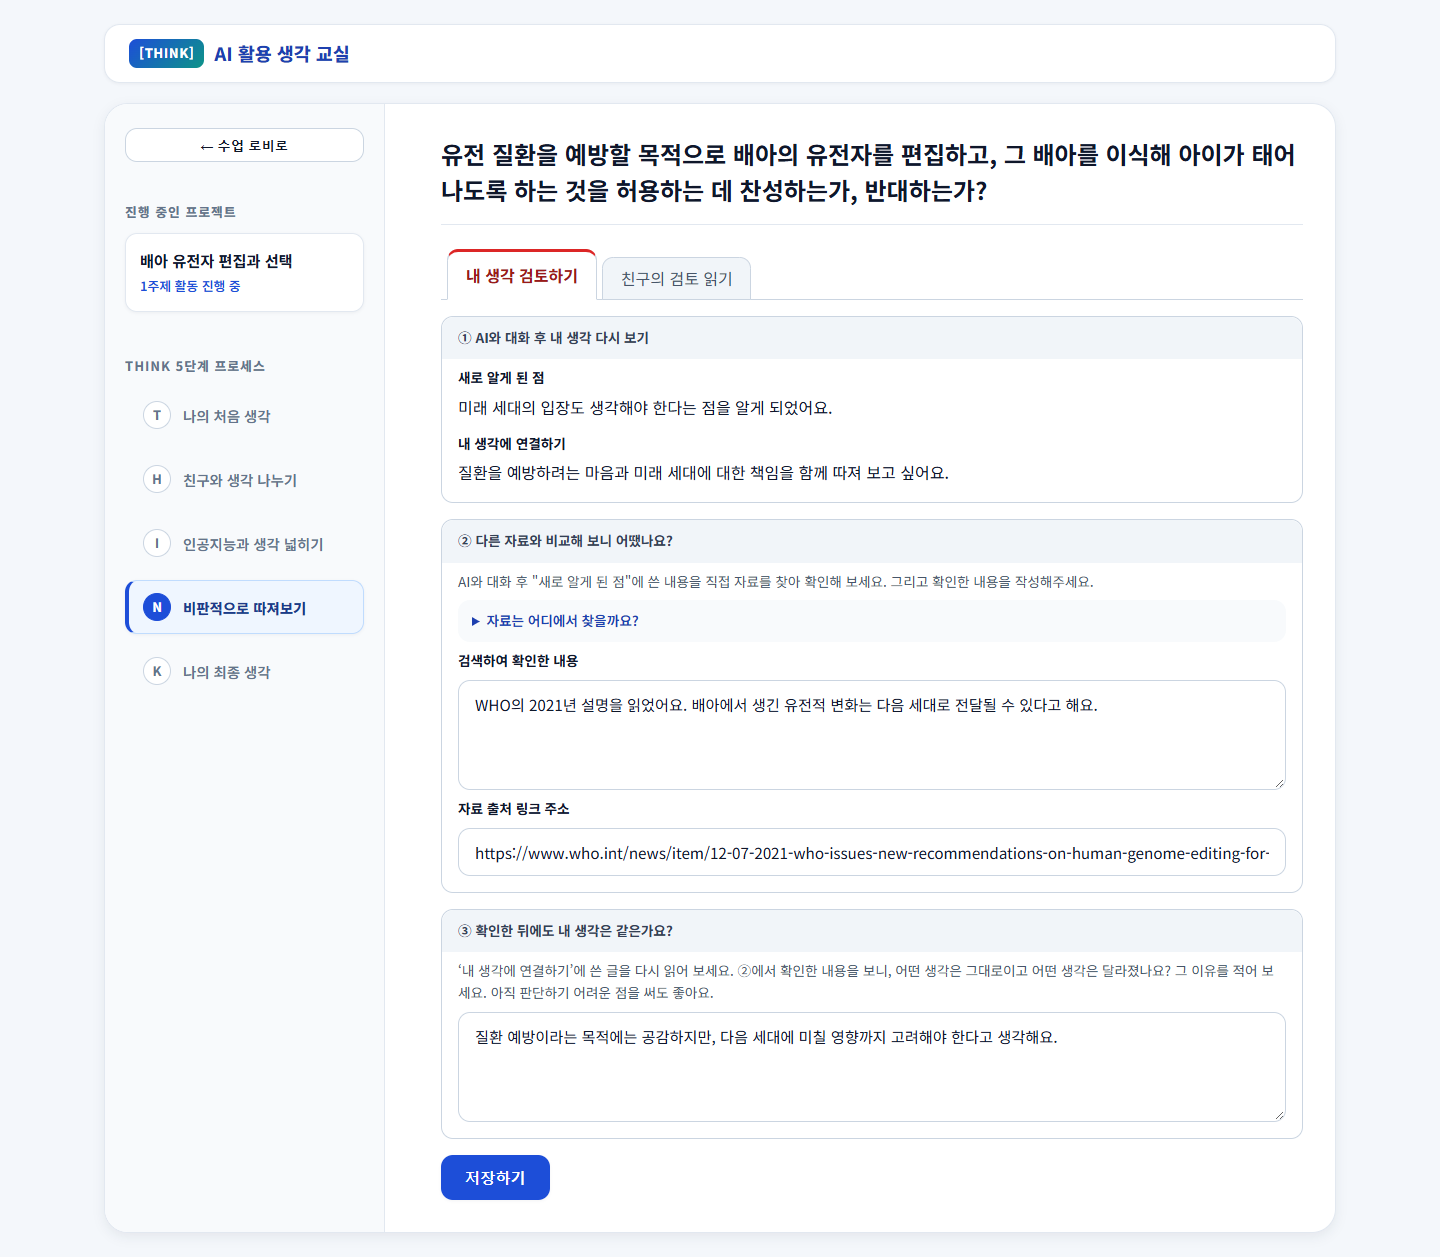 [THINK] AI 활용 생각 교실
← 수업 로비로
진행 중인 프로젝트
배아 유전자 편집과 선택
1주제 활동 진행 중
THINK 5단계 프로세스
T 나의 처음 생각
H 친구와 생각 나누기
I 인공지능과 생각 넓히기
N 비판적으로 따져보기
K 나의 최종 생각
유전 질환을 예방할 목적으로 배아의 유전자를 편집하고, 그 배아를 이식해 아이가 태어
나도록 하는 것을 허용하는 데 찬성하는가, 반대하는가?
내 생각 검토하기
친구의 검토 읽기
① AI와 대화 후 내 생각 다시 보기
새로 알게 된 점
미래 세대의 입장도 생각해야 한다는 점을 알게 되었어요.
내 생각에 연결하기
질환을 예방하려는 마음과 미래 세대에 대한 책임을 함께 따져 보고 싶어요.
② 다른 자료와 비교해 보니 어땠나요?
AI와 대화 후 "새로 알게 된 점"에 쓴 내용을 직접 자료를 찾아 확인해 보세요. 그리고 확인한 내용을 작성해주세요.
▶ 자료는 어디에서 찾을까요?
검색하여 확인한 내용
WHO의 2021년 설명을 읽었어요. 배아에서 생긴 유전적 변화는 다음 세대로 전달될 수 있다고 해요.
자료 출처 링크 주소
https://www.who.int/news/item/12-07-2021-who-issues-new-recommendations-on-human-genome-editing-for-
③ 확인한 뒤에도 내 생각은 같은가요?
‘내 생각에 연결하기’에 쓴 글을 다시 읽어 보세요. ②에서 확인한 내용을 보니, 어떤 생각은 그대로이고 어떤 생각은 달라졌나요? 그 이유를 적어 보
세요. 아직 판단하기 어려운 점을 써도 좋아요.
질환 예방이라는 목적에는 공감하지만, 다음 세대에 미칠 영향까지 고려해야 한다고 생각해요.
저장하기